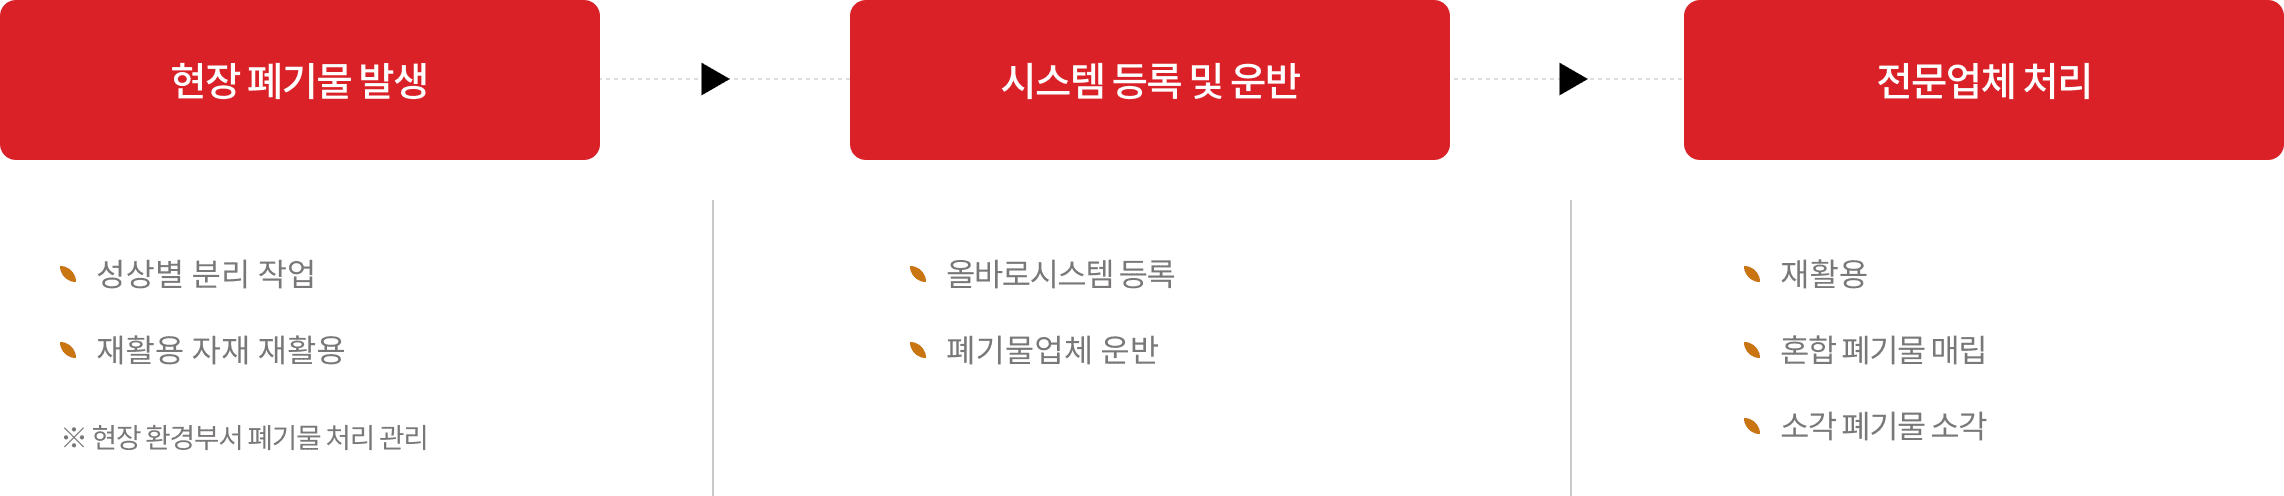 현장 폐기물 발생
시스템 등록 및 운반
전문업체 처리
성상별 분리 작업
재활용 자재 재활용
※ 현장 환경부서 폐기물 처리 관리
올바로시스템 등록
폐기물업체 운반
재활용
혼합 폐기물 매립
소각 폐기물 소각